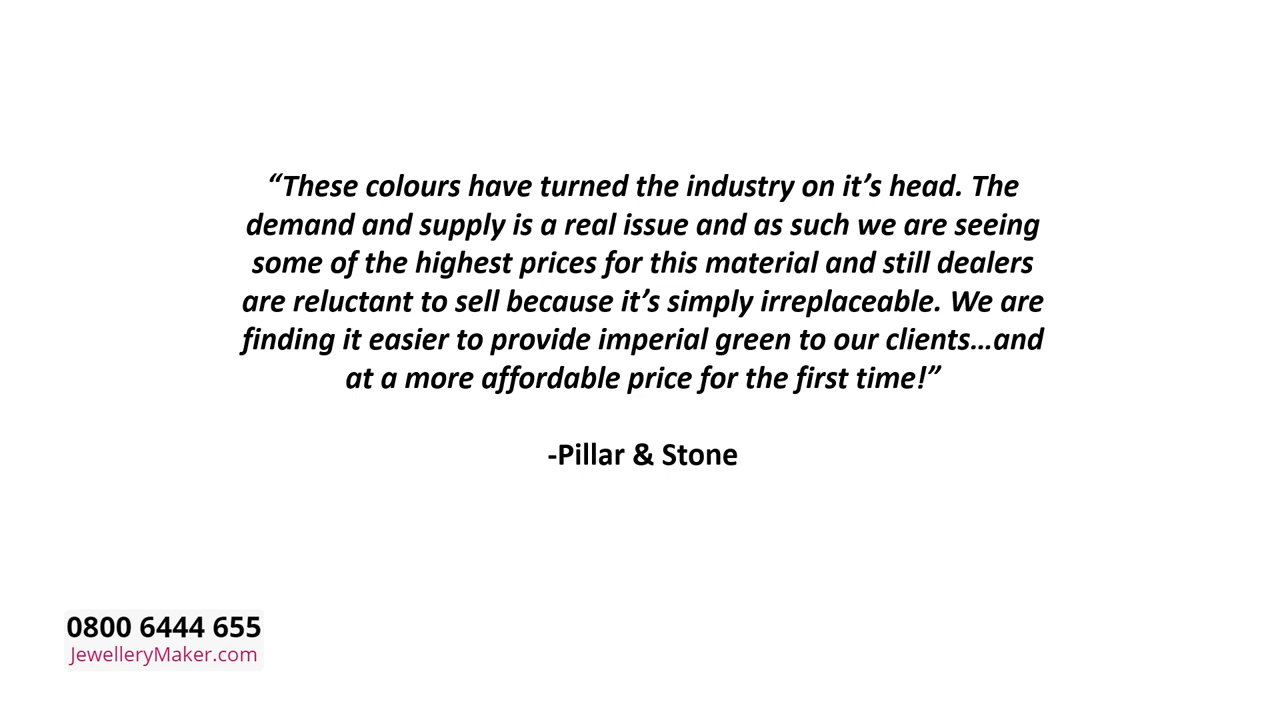 “These colours have turned the industry on it’s head. The
demand and supply is a real issue and as such we are seeing
some of the highest prices for this material and still dealers
are reluctant to sell because it’s simply irreplaceable. We are
finding it easier to provide imperial green to our clients…and
at a more affordable price for the first time!”
-Pillar & Stone
0800 6444 655
JewelleryMaker.com